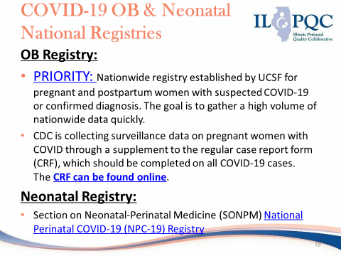 COVID-19 OB & Neonatal
National Registries
IL PQC
Illinois Perinatal
Quality Collaborative
OB Registry:
• PRIORITY: Nationwide registry established by UCSF for
pregnant and postpartum women with suspected COVID-19
or confirmed diagnosis. The goal is to gather a high volume of
nationwide data quickly.
• CDC is collecting surveillance data on pregnant women with
COVID through a supplement to the regular case report form
(CRF), which should be completed on all COVID-19 cases.
The CRF can be found online.
Neonatal Registry:
• Section on Neonatal-Perinatal Medicine (SONPM) National
Perinatal COVID-19 (NPC-19) Registry